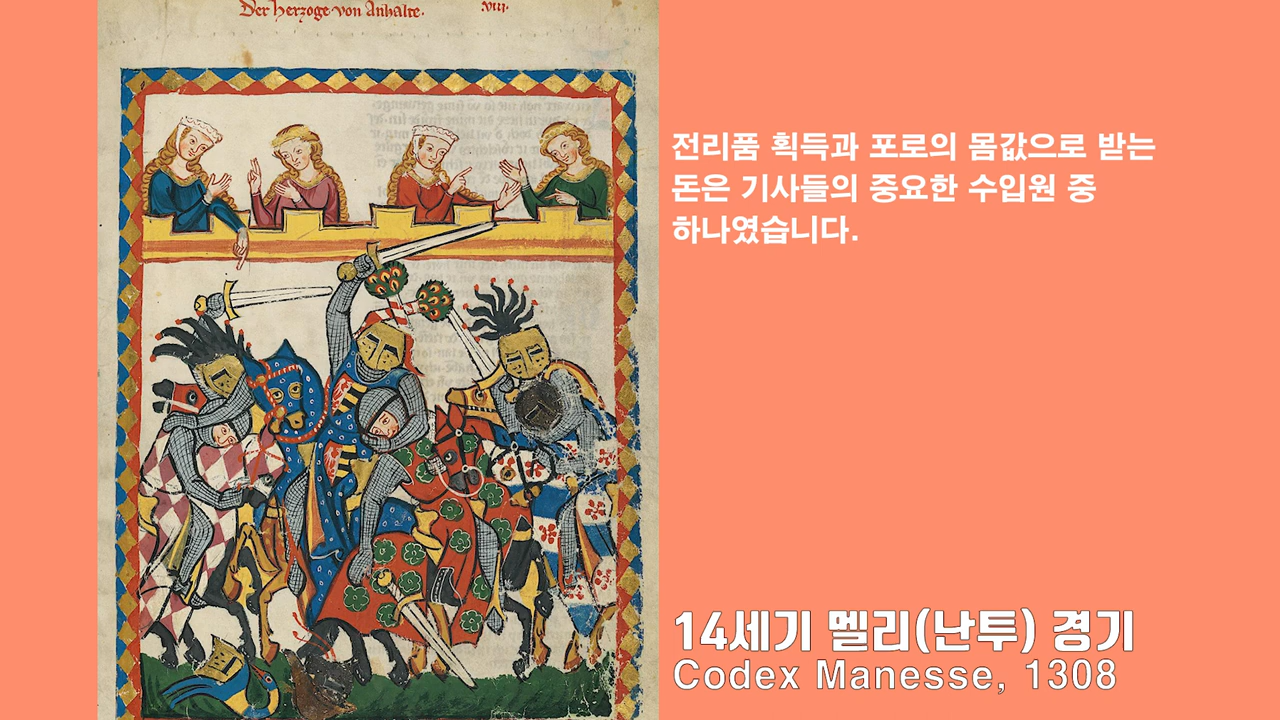 Der Herzoge von Anhalte.
.VIII.
전리품 획득과 포로의 몸값으로 받는
돈은 기사들의 중요한 수입원 중
하나였습니다.
14세기 멜리(난투) 경기
Codex Manesse, 1308